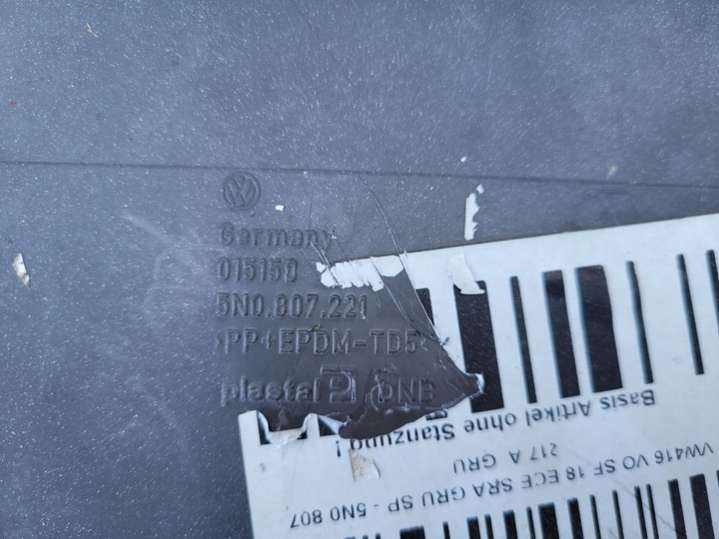 Germany
015150
5N0.807.221
>PP+EPDM-TD5<
plastal DNB
Basis Artikel ohne Stanzung !
217 A GRU
VW416 VO SF 18 ECE SRA GRU SP - 5N0 807